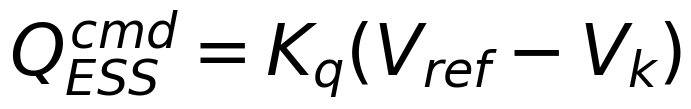 $Q_{ESS}^{cmd} = K_q(V_{ref} - V_k)$